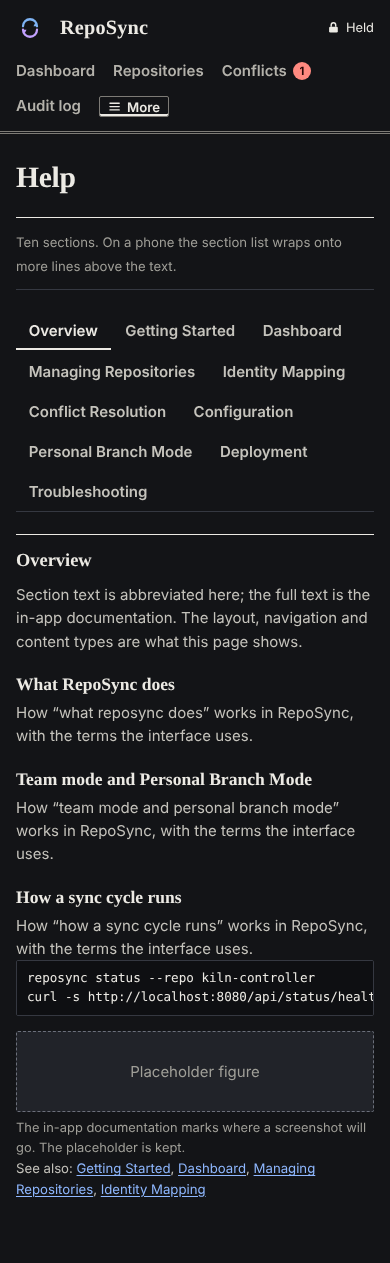 RepoSync
Held
Dashboard Repositories Conflicts 1
Audit log More
Help
Ten sections. On a phone the section list wraps onto
more lines above the text.
Overview Getting Started Dashboard
Managing Repositories Identity Mapping
Conflict Resolution Configuration
Personal Branch Mode Deployment
Troubleshooting
Overview
Section text is abbreviated here; the full text is the
in-app documentation. The layout, navigation and
content types are what this page shows.
What RepoSync does
How “what reposync does” works in RepoSync,
with the terms the interface uses.
Team mode and Personal Branch Mode
How “team mode and personal branch mode”
works in RepoSync, with the terms the interface
uses.
How a sync cycle runs
How “how a sync cycle runs” works in RepoSync,
with the terms the interface uses.
reposync status --repo kiln-controller
curl -s http://localhost:8080/api/status/healt
Placeholder figure
The in-app documentation marks where a screenshot will
go. The placeholder is kept.
See also: Getting Started, Dashboard, Managing
Repositories, Identity Mapping